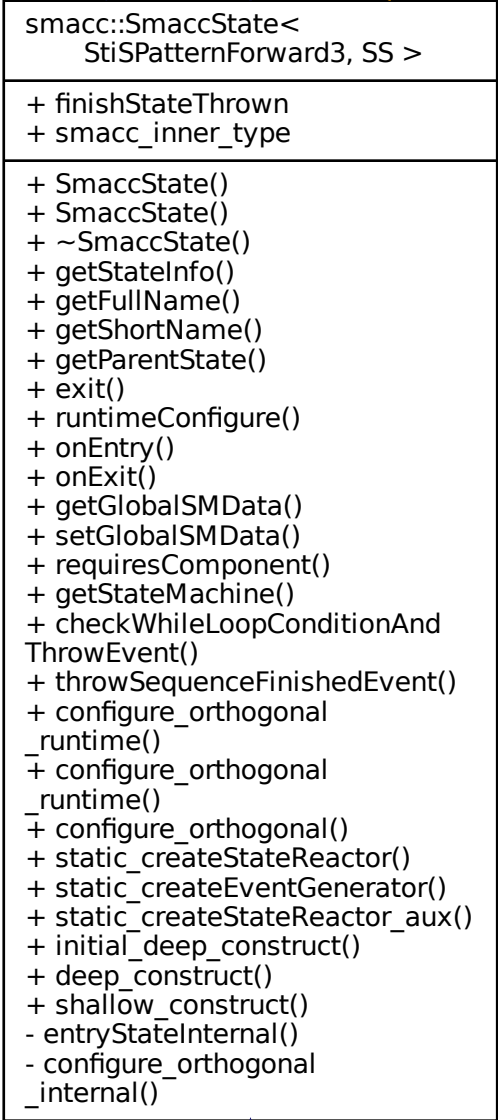 smacc::SmaccState<
StiSPatternForward3, SS >
+ finishStateThrown
+ smacc_inner_type
+ SmaccState()
+ SmaccState()
+ ~SmaccState()
+ getStateInfo()
+ getFullName()
+ getShortName()
+ getParentState()
+ exit()
+ runtimeConfigure()
+ onEntry()
+ onExit()
+ getGlobalSMData()
+ setGlobalSMData()
+ requiresComponent()
+ getStateMachine()
+ checkWhileLoopConditionAnd
ThrowEvent()
+ throwSequenceFinishedEvent()
+ configure_orthogonal
_runtime()
+ configure_orthogonal
_runtime()
+ configure_orthogonal()
+ static_createStateReactor()
+ static_createEventGenerator()
+ static_createStateReactor_aux()
+ initial_deep_construct()
+ deep_construct()
+ shallow_construct()
- entryStateInternal()
- configure_orthogonal
_internal()